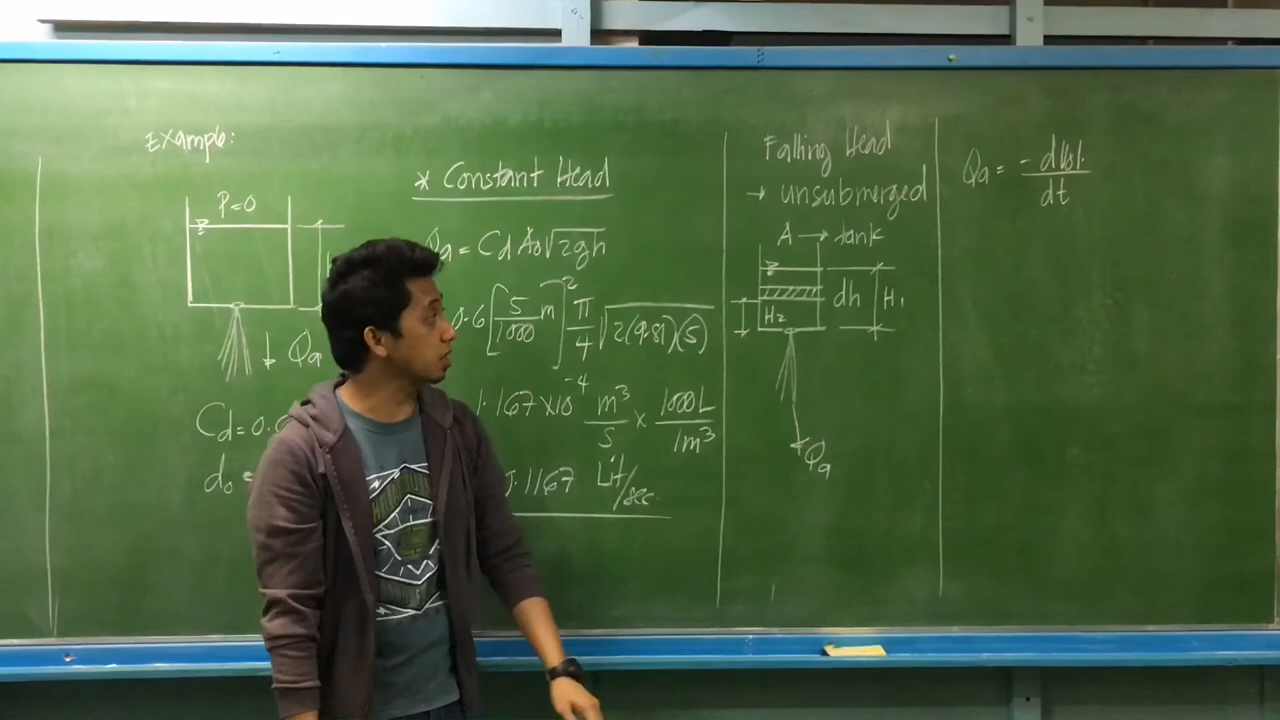 Example:
P=0
Qa
Cd=0.
do =
* Constant Head
Qa = Cd Ao √2gh
0.6 [5/1000 m]² π/4 √2(9.81)(5)
1.167 x10⁻⁴ m³/s x 1000L/1m³
0.1167 Lit/sec
Falling Head
→ unsubmerged
A → tank
dh
H1
H2
Qa
Qa = -dVol./dt